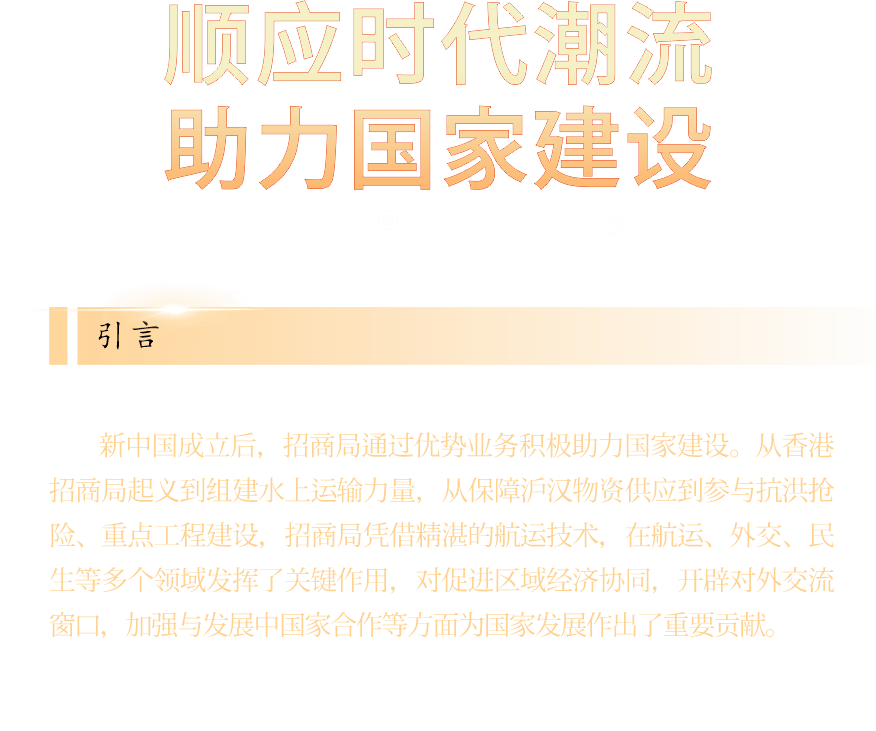 顺应时代潮流
助力国家建设
引言
新中国成立后，招商局通过优势业务积极助力国家建设。从香港
招商局起义到组建水上运输力量，从保障沪汉物资供应到参与抗洪抢
险、重点工程建设，招商局凭借精湛的航运技术，在航运、外交、民
生等多个领域发挥了关键作用，对促进区域经济协同，开辟对外交流
窗口，加强与发展中国家合作等方面为国家发展作出了重要贡献。